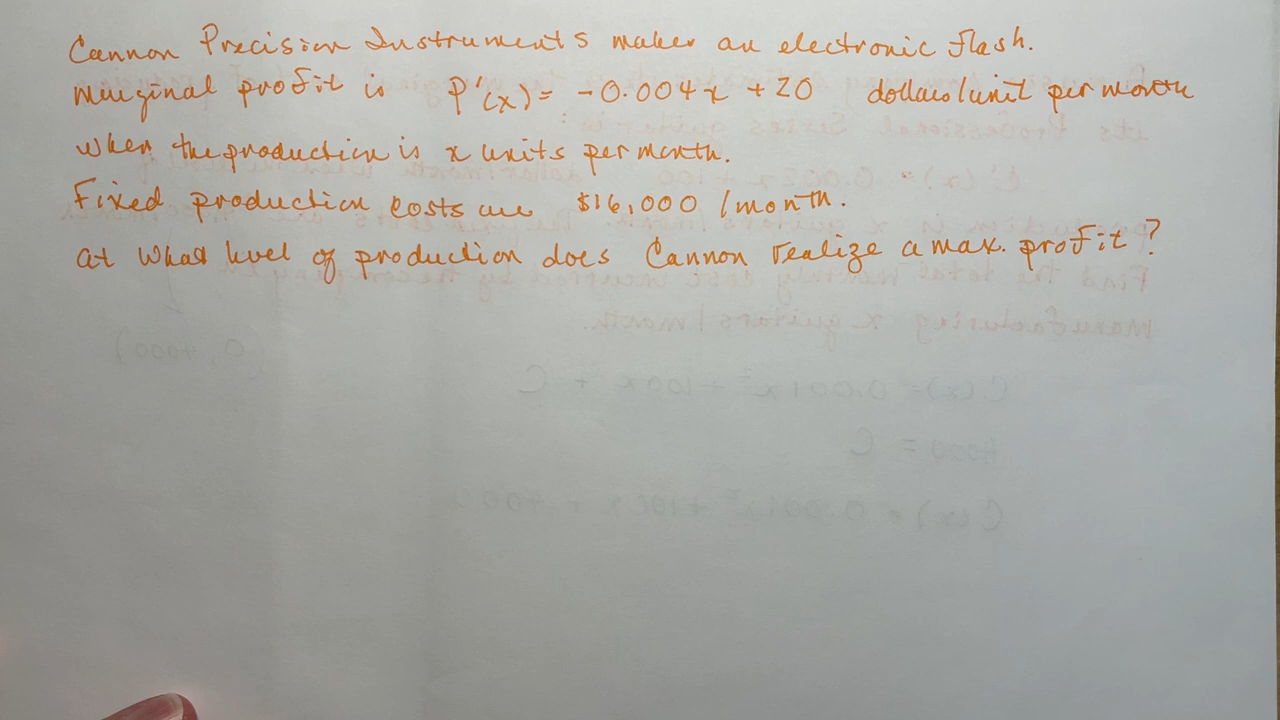 Cannon Precision Instruments makes an electronic flash.
Marginal profit is P'(x) = -0.004x + 20 dollars/unit per month
when the production is x units per month.
Fixed production costs are $16,000 /month.
at what level of production does Cannon realize a max. profit?